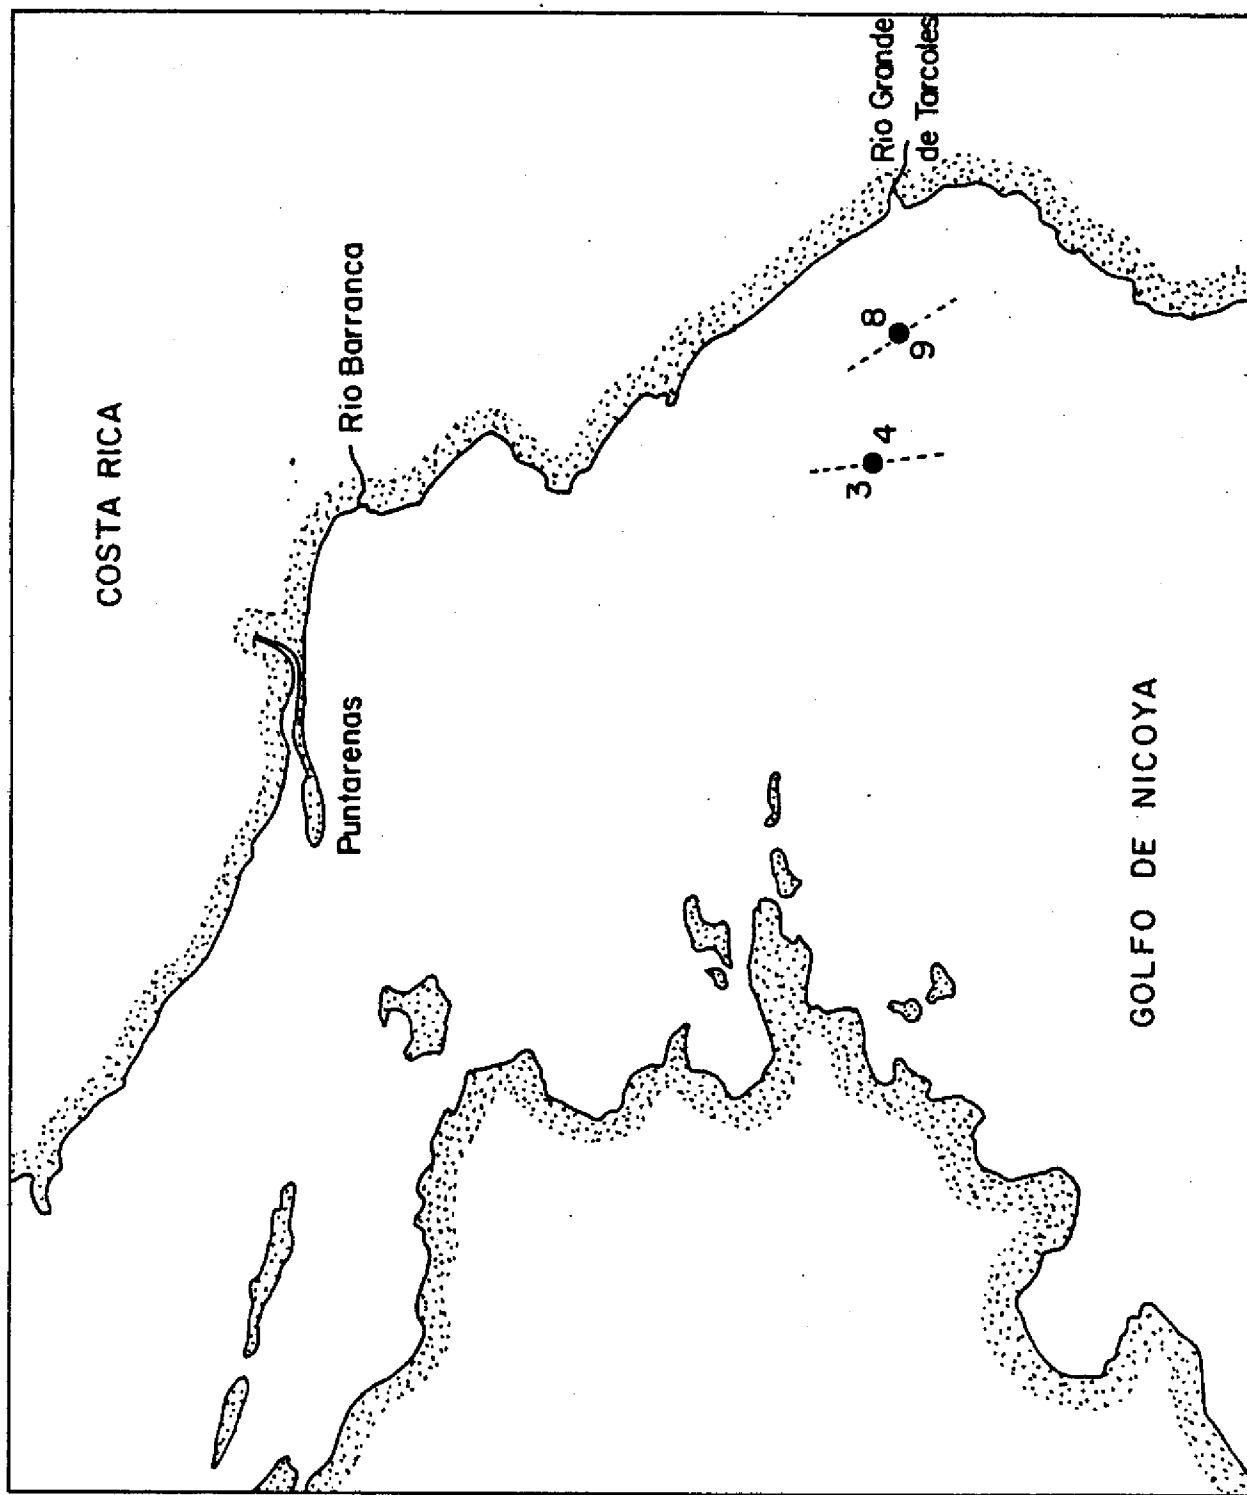 COSTA RICA
Rio Barranca
Puntarenas
Rio Grande
de Tarcoles
3
4
9
8
GOLFO DE NICOYA